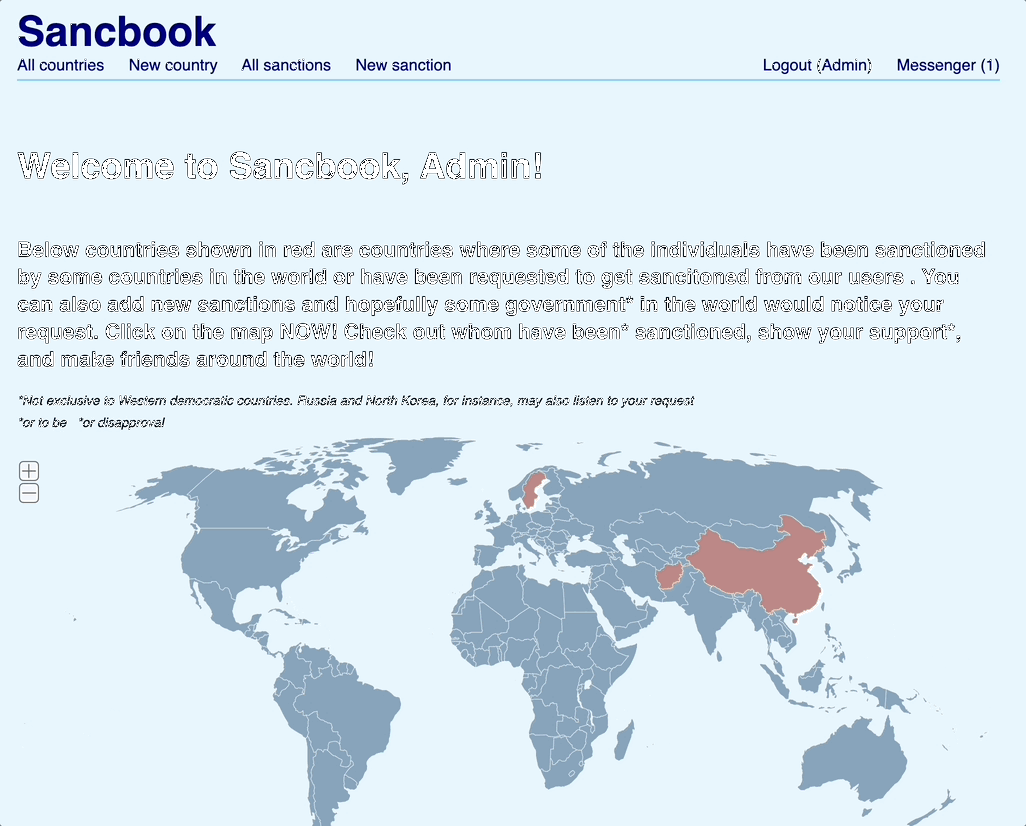 Sancbook
All countries New country All sanctions New sanction Logout (Admin) Messenger (1)
Welcome to Sancbook, Admin!
Below countries shown in red are countries where some of the individuals have been sanctioned
by some countries in the world or have been requested to get sancitoned from our users . You
can also add new sanctions and hopefully some government* in the world would notice your
request. Click on the map NOW! Check out whom have been* sanctioned, show your support*,
and make friends around the world!
*Not exclusive to Western democratic countries. Russia and North Korea, for instance, may also listen to your request
*or to be *or disapproval
+
−